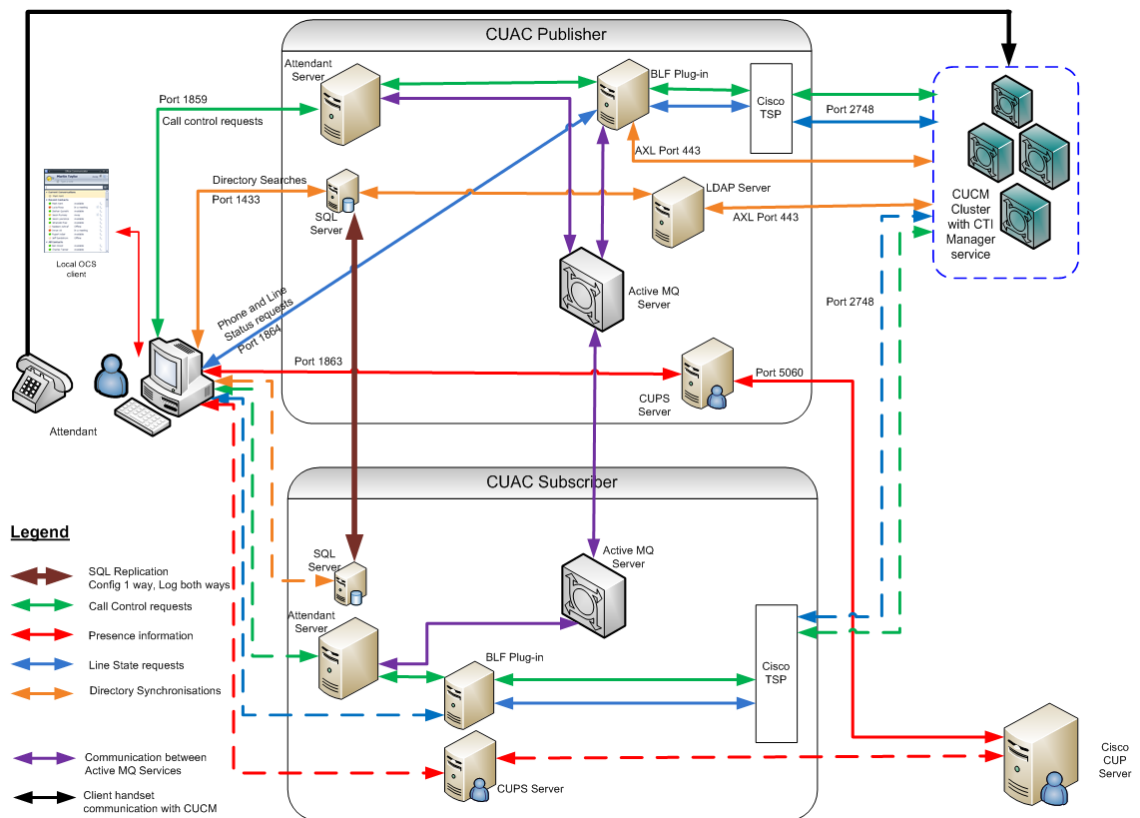 CUAC Publisher
Attendant
Server
BLF Plug-in
Cisco
TSP
Port 1859
Call control requests
Port 2748
AXL Port 443
Directory Searches
Port 1433
SQL
Server
LDAP Server
AXL Port 443
CUCM
Cluster
with CTI
Manager
service
Local OCS
client
Phone and Line
Status requests
Port 1864
Active MQ
Server
Port 2748
Port 1863
Port 5060
CUPS
Server
Attendant
CUAC Subscriber
Legend
SQL Replication
Config 1 way, Log both ways
Call Control requests
Presence information
Line State requests
Directory Synchronisations
Communication between
Active MQ Services
Client handset
communication with CUCM
SQL
Server
Active MQ
Server
Attendant
Server
BLF Plug-in
Cisco
TSP
CUPS Server
Cisco
CUP
Server